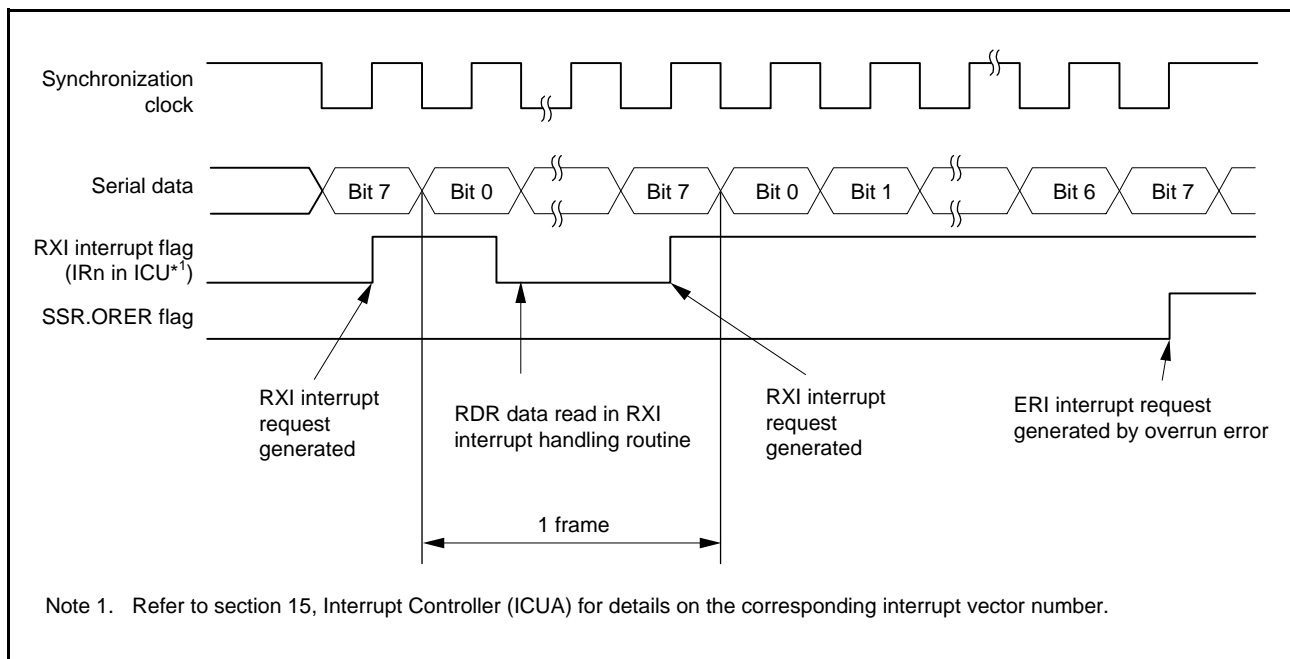 Synchronization
clock
Serial data
Bit 7 Bit 0 Bit 7 Bit 0 Bit 1 Bit 6 Bit 7
RXI interrupt flag
(IRn in ICU*1)
SSR.ORER flag
RXI interrupt
request
generated
RDR data read in RXI
interrupt handling routine
RXI interrupt
request
generated
ERI interrupt request
generated by overrun error
1 frame
Note 1. Refer to section 15, Interrupt Controller (ICUA) for details on the corresponding interrupt vector number.